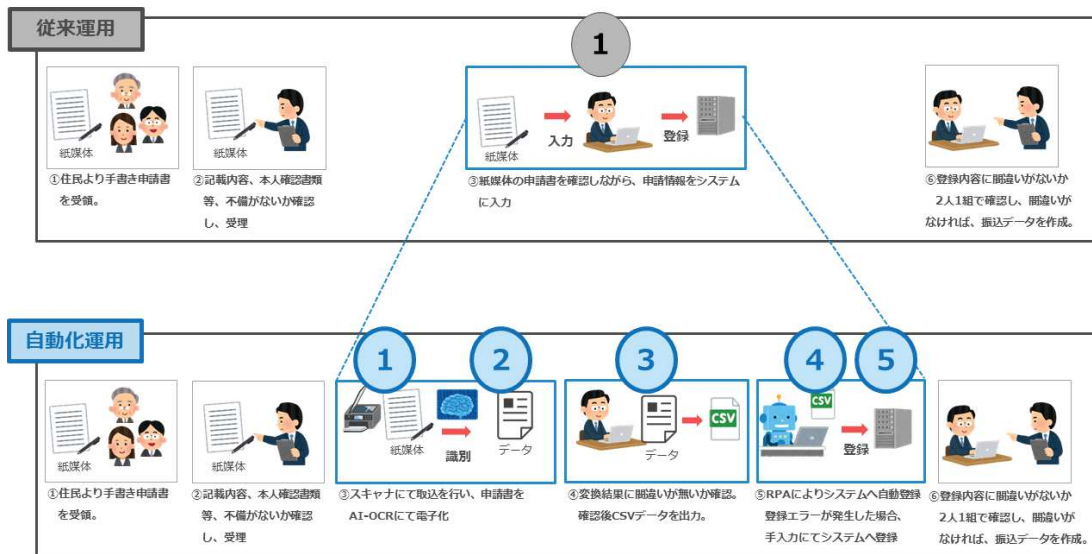 従来運用
1
紙媒体
①住民より手書き申請書
を受領。
紙媒体
②記載内容、本人確認書類
等、不備がないか確認
し、受理
紙媒体
入力
登録
③紙媒体の申請書を確認しながら、申請情報をシステム
に入力
⑥登録内容に間違いがないか
2人1組で確認し、間違いが
なければ、振込データを作成。
自動化運用
1
2
3
4
5
紙媒体
①住民より手書き申請書
を受領。
紙媒体
②記載内容、本人確認書類
等、不備がないか確認
し、受理
紙媒体
識別
データ
③スキャナにて取込を行い、申請書を
AI-OCRにて電子化
データ
CSV
④変換結果に間違いが無いか確認。
確認後CSVデータを出力。
CSV
登録
⑤RPAによりシステムへ自動登録
登録エラーが発生した場合、
手入力にてシステムへ登録
⑥登録内容に間違いがないか
2人1組で確認し、間違いが
なければ、振込データを作成。